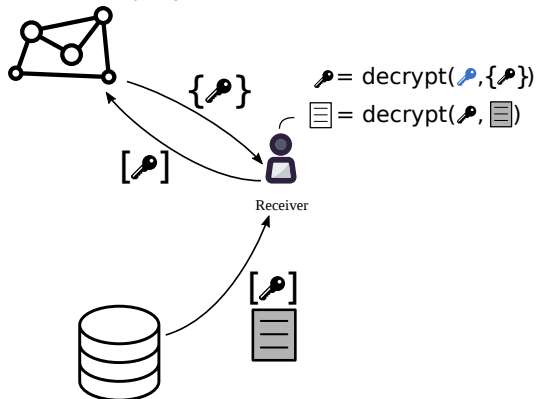 { }
= decrypt( ,{ })
= decrypt( , )
[ ]
Receiver
[ ]